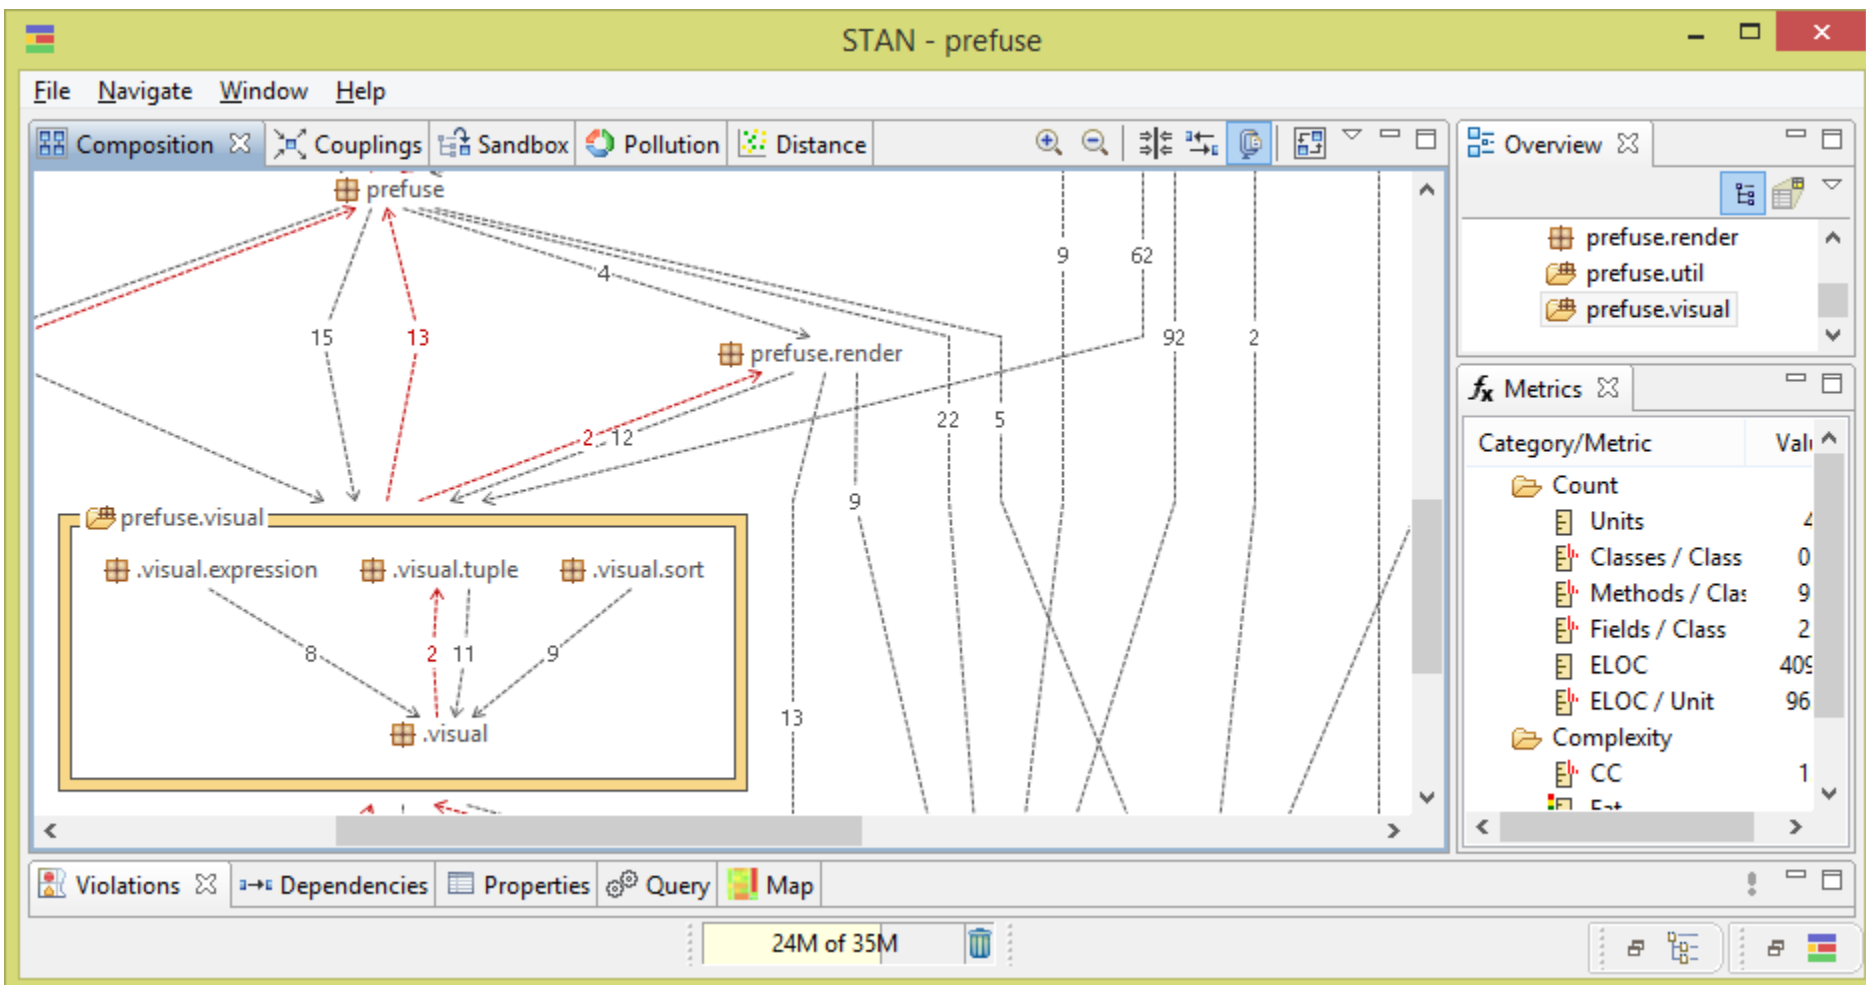 STAN - prefuse
File Navigate Window Help
Composition Couplings Sandbox Pollution Distance
Overview
prefuse
prefuse.render
prefuse.util
prefuse.visual
9
62
4
15
13
92
2
prefuse.render
22
5
2
12
9
Metrics
Category/Metric
Count
Units 4
Classes / Class 0
Methods / Clas 9
Fields / Class 2
ELOC 409
ELOC / Unit 96
Complexity
CC 1
prefuse.visual
.visual.expression .visual.tuple .visual.sort
8
2
11
9
.visual
13
Violations Dependencies Properties Query Map
24M of 35M